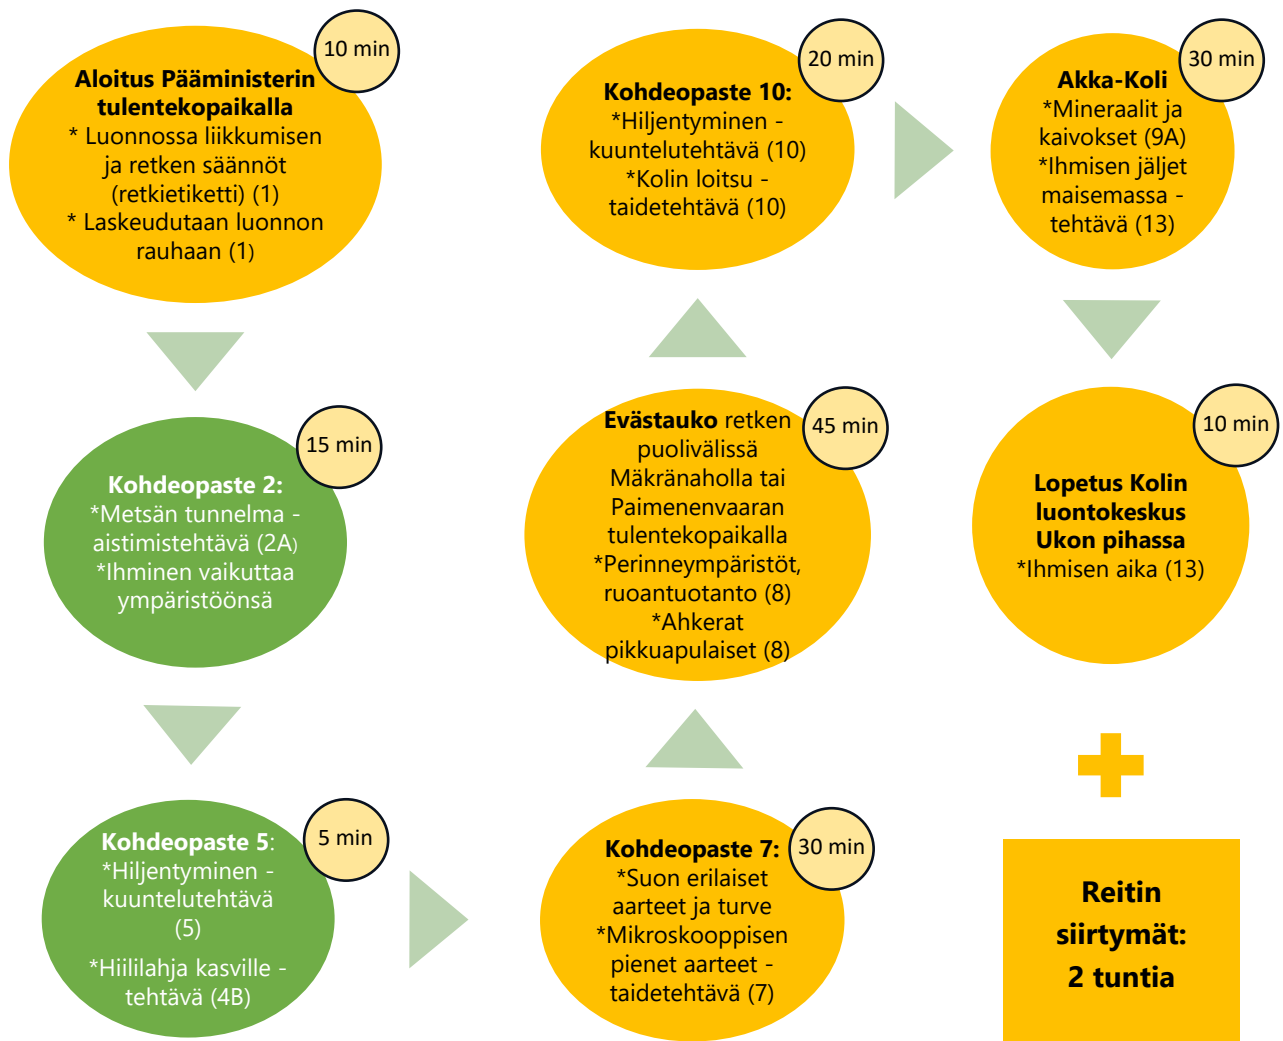 10 min
Aloitus Pääministerin
tulentekopaikalla
* Luonnossa liikkumisen
ja retken säännöt
(retkietiketti) (1)
* Laskeudutaan luonnon
rauhaan (1)
15 min
Kohdeopaste 2:
*Metsän tunnelma -
aistimistehtävä (2A)
*Ihminen vaikuttaa
ympäristöönsä
5 min
Kohdeopaste 5:
*Hiljentyminen -
kuuntelutehtävä
(5)
*Hiililahja kasville -
tehtävä (4B)
30 min
Kohdeopaste 7:
*Suon erilaiset
aarteet ja turve
*Mikroskooppisen
pienet aarteet -
taidetehtävä (7)
45 min
Evästauko retken
puolivälissä
Mäkränaholla tai
Paimenenvaaran
tulentekopaikalla
*Perinneympäristöt,
ruoantuotanto (8)
*Ahkerat
pikkuapulaiset (8)
20 min
Kohdeopaste 10:
*Hiljentyminen -
kuuntelutehtävä (10)
*Kolin loitsu -
taidetehtävä (10)
30 min
Akka-Koli
*Mineraalit ja
kaivokset (9A)
*Ihmisen jäljet
maisemassa -
tehtävä (13)
10 min
Lopetus Kolin
luontokeskus
Ukon pihassa
*Ihmisen aika (13)
Reitin
siirtymät:
2 tuntia